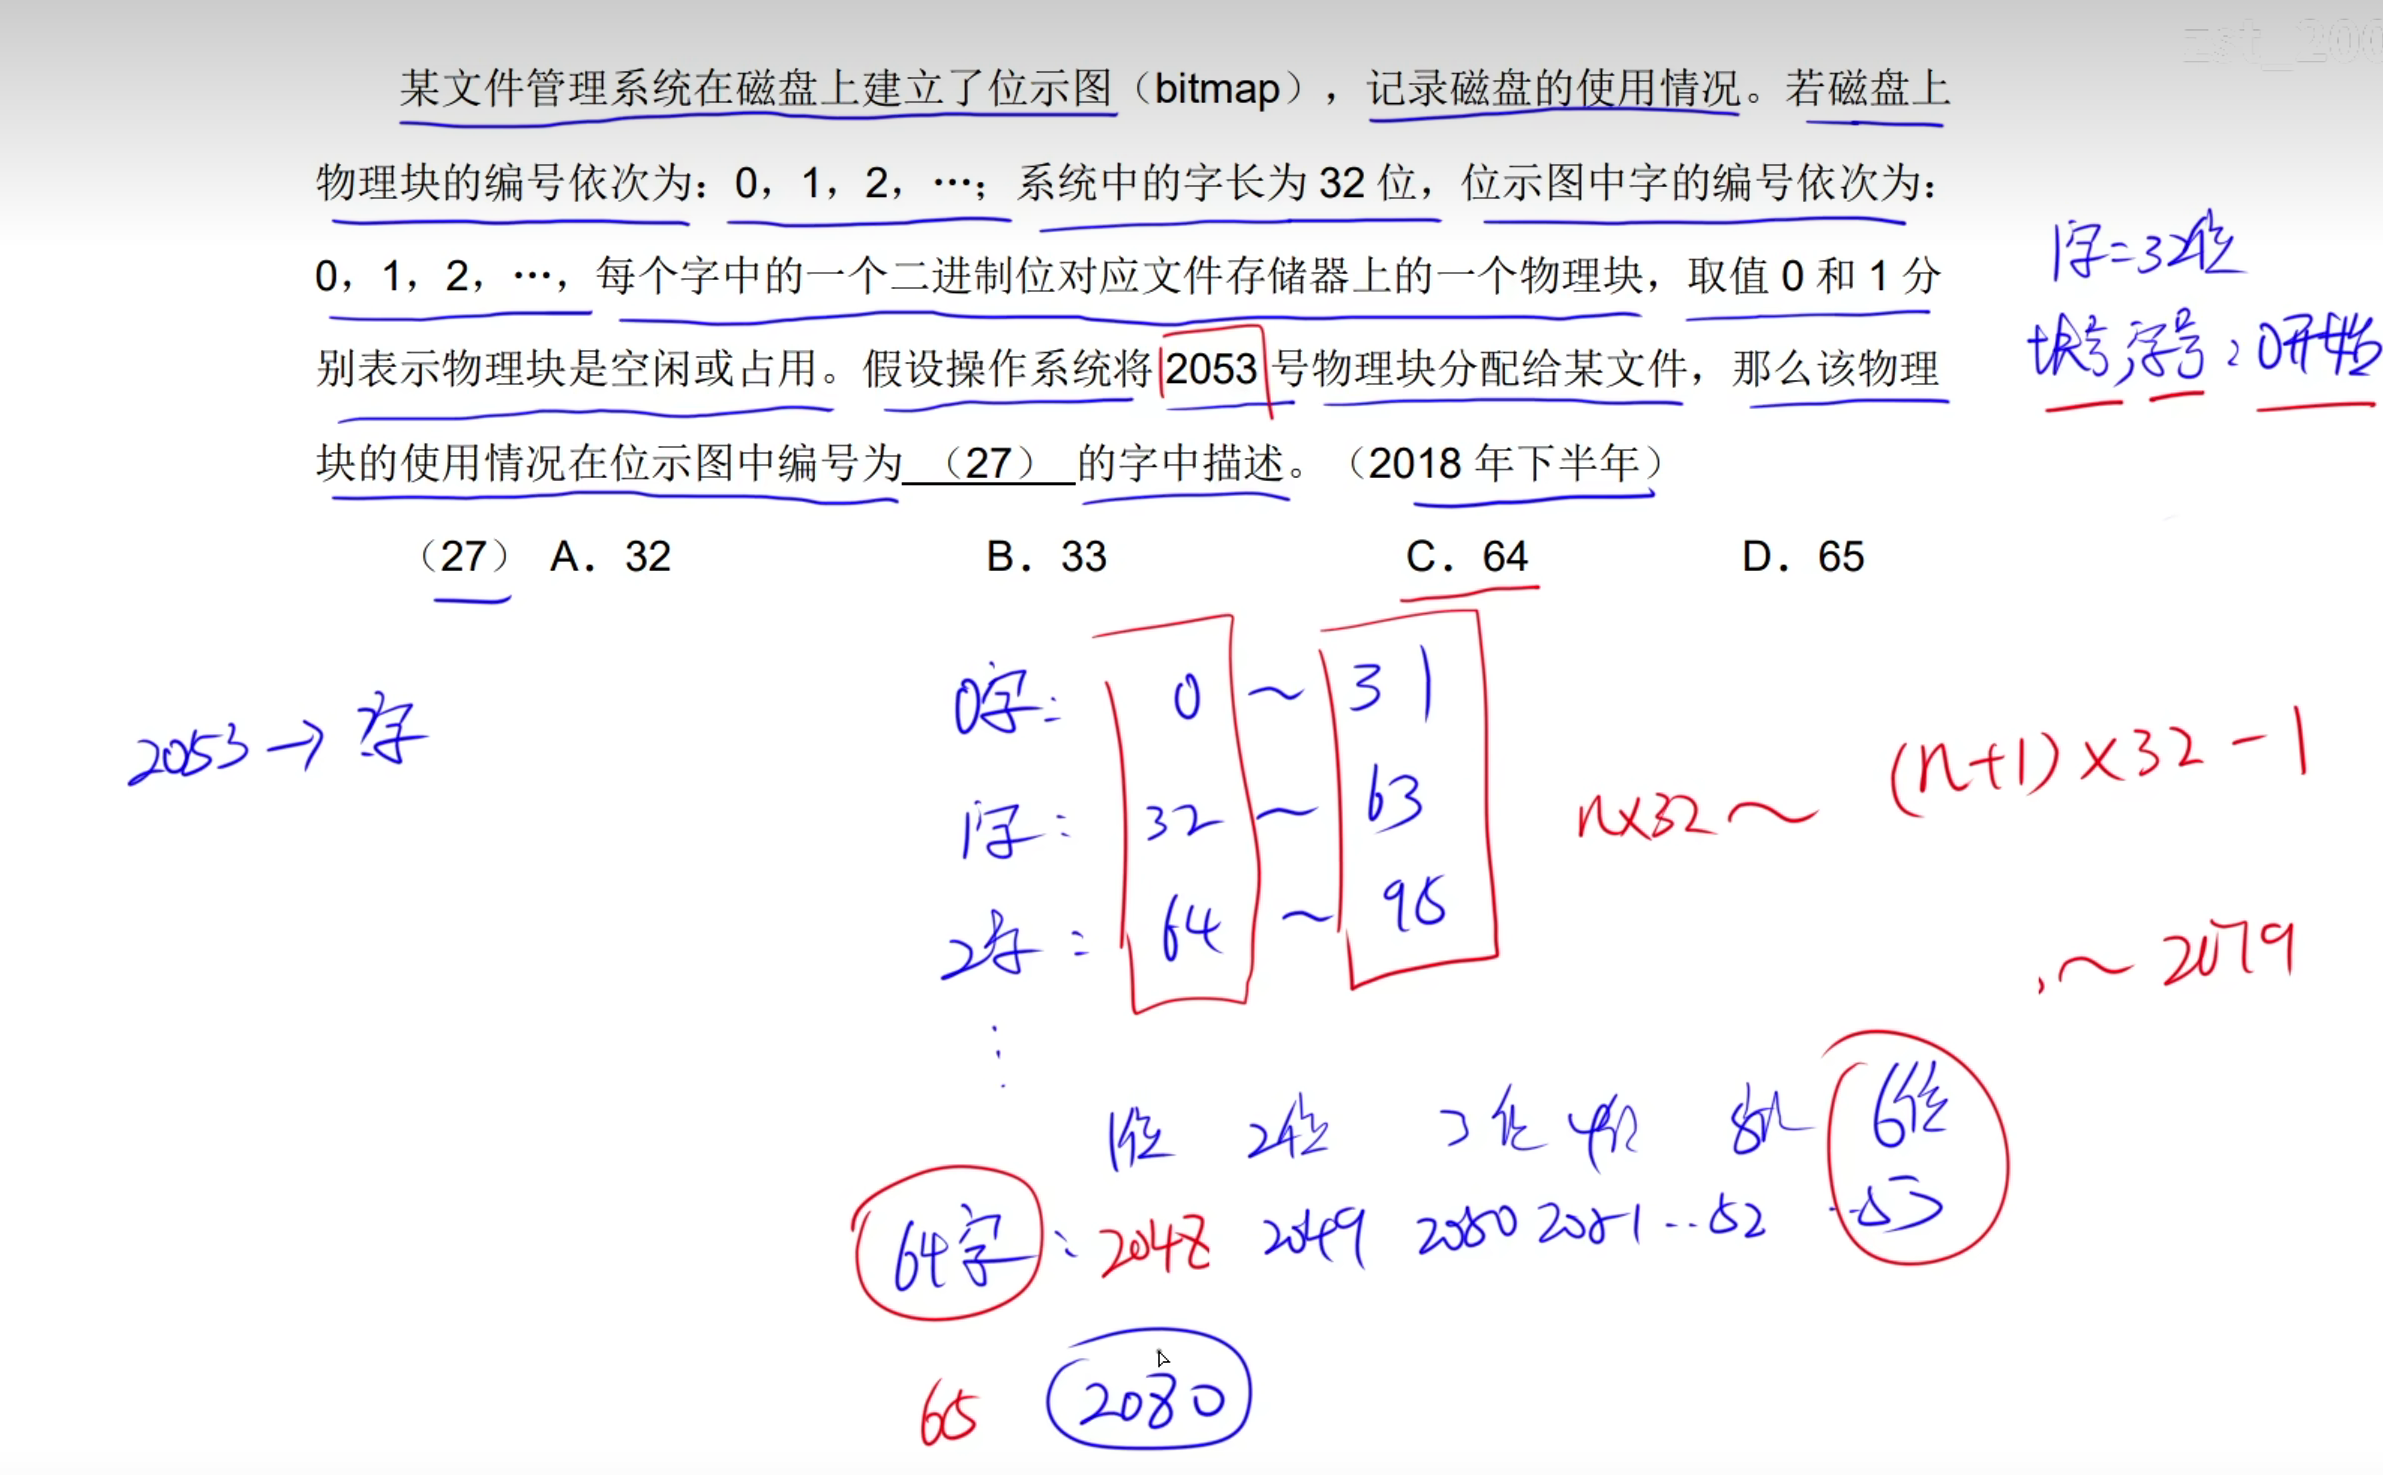 某文件管理系统在磁盘上建立了位示图（bitmap），记录磁盘的使用情况。若磁盘上
物理块的编号依次为：0，1，2，…；系统中的字长为 32 位，位示图中字的编号依次为：
0，1，2，…，每个字中的一个二进制位对应文件存储器上的一个物理块，取值 0 和 1 分
别表示物理块是空闲或占用。假设操作系统将 2053 号物理块分配给某文件，那么该物理
块的使用情况在位示图中编号为 （27） 的字中描述。（2018 年下半年）
（27） A．32 B．33 C．64 D．65
1字=32位
块号,字号：0开始
2053→ ?字
0字： 0 ～ 31
1字： 32 ～ 63
2字： 64 ～ 95
⋮
n×32 ～ (n+1)×32-1
～ 2079
1位 2位 3位 4位 6位
64字： 2048 2049 2050 2051 ..52 ..53
65 2080